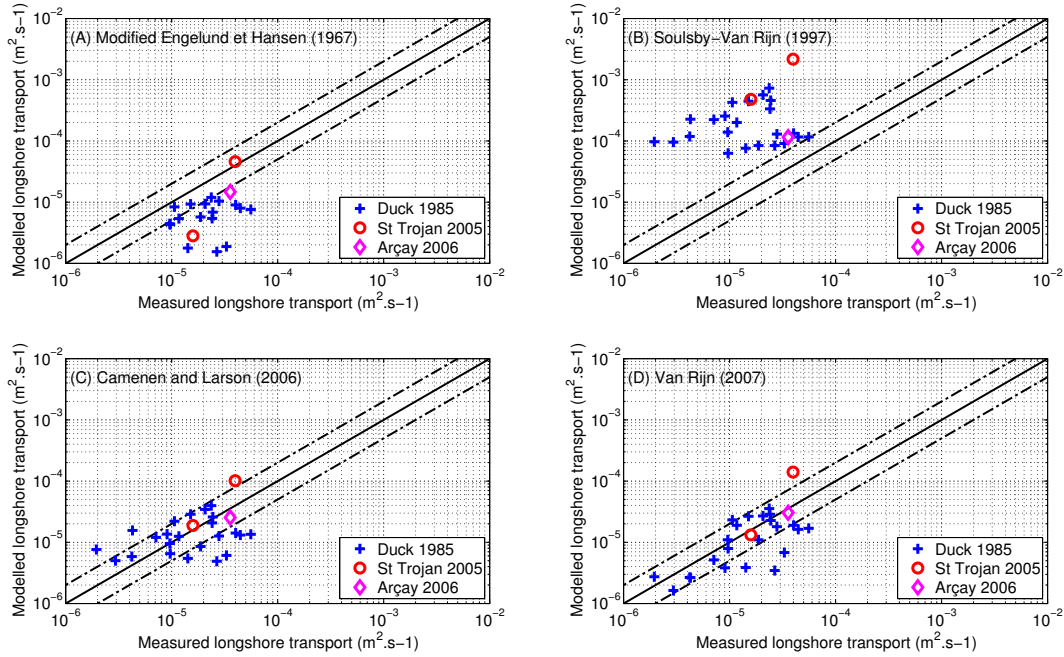 10⁻²
10⁻³
10⁻⁴
10⁻⁵
10⁻⁶
Modelled longshore transport (m².s−1)
(A) Modified Engelund et Hansen (1967)
Duck 1985
St Trojan 2005
Arçay 2006
10⁻⁶ 10⁻⁵ 10⁻⁴ 10⁻³ 10⁻²
Measured longshore transport (m².s−1)
10⁻²
10⁻³
10⁻⁴
10⁻⁵
10⁻⁶
Modelled longshore transport (m².s−1)
(B) Soulsby−Van Rijn (1997)
Duck 1985
St Trojan 2005
Arçay 2006
10⁻⁶ 10⁻⁵ 10⁻⁴ 10⁻³ 10⁻²
Measured longshore transport (m².s−1)
10⁻²
10⁻³
10⁻⁴
10⁻⁵
10⁻⁶
Modelled longshore transport (m².s−1)
(C) Camenen and Larson (2006)
Duck 1985
St Trojan 2005
Arçay 2006
10⁻⁶ 10⁻⁵ 10⁻⁴ 10⁻³ 10⁻²
Measured longshore transport (m².s−1)
10⁻²
10⁻³
10⁻⁴
10⁻⁵
10⁻⁶
Modelled longshore transport (m².s−1)
(D) Van Rijn (2007)
Duck 1985
St Trojan 2005
Arçay 2006
10⁻⁶ 10⁻⁵ 10⁻⁴ 10⁻³ 10⁻²
Measured longshore transport (m².s−1)